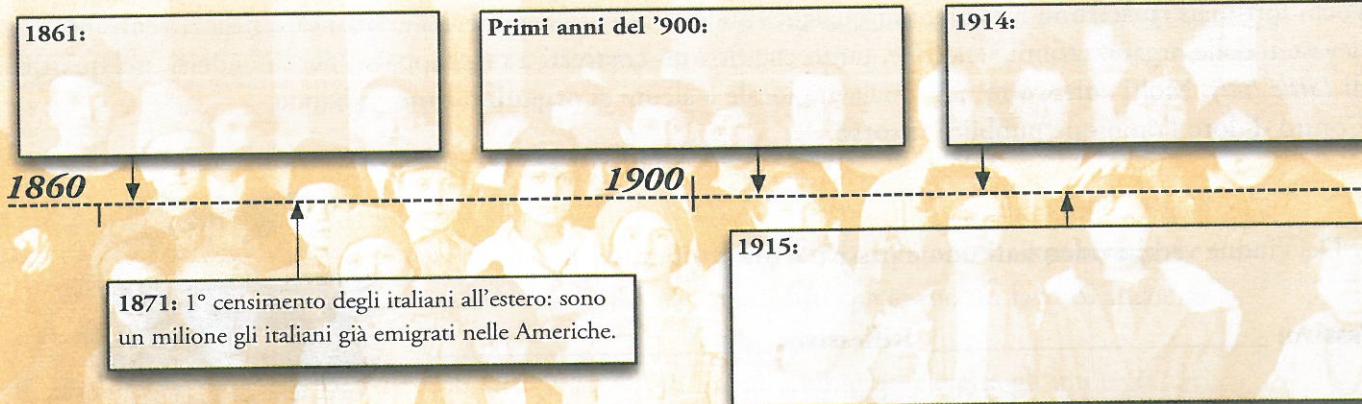 1861:
Primi anni del '900:
1914:
1860
1900
1871: 1° censimento degli italiani all'estero: sono
un milione gli italiani già emigrati nelle Americhe.
1915: